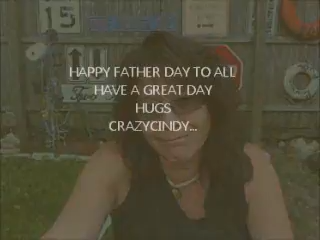 15
HAPPY FATHER DAY TO ALL
HAVE A GREAT DAY
HUGS
CRAZYCINDY...